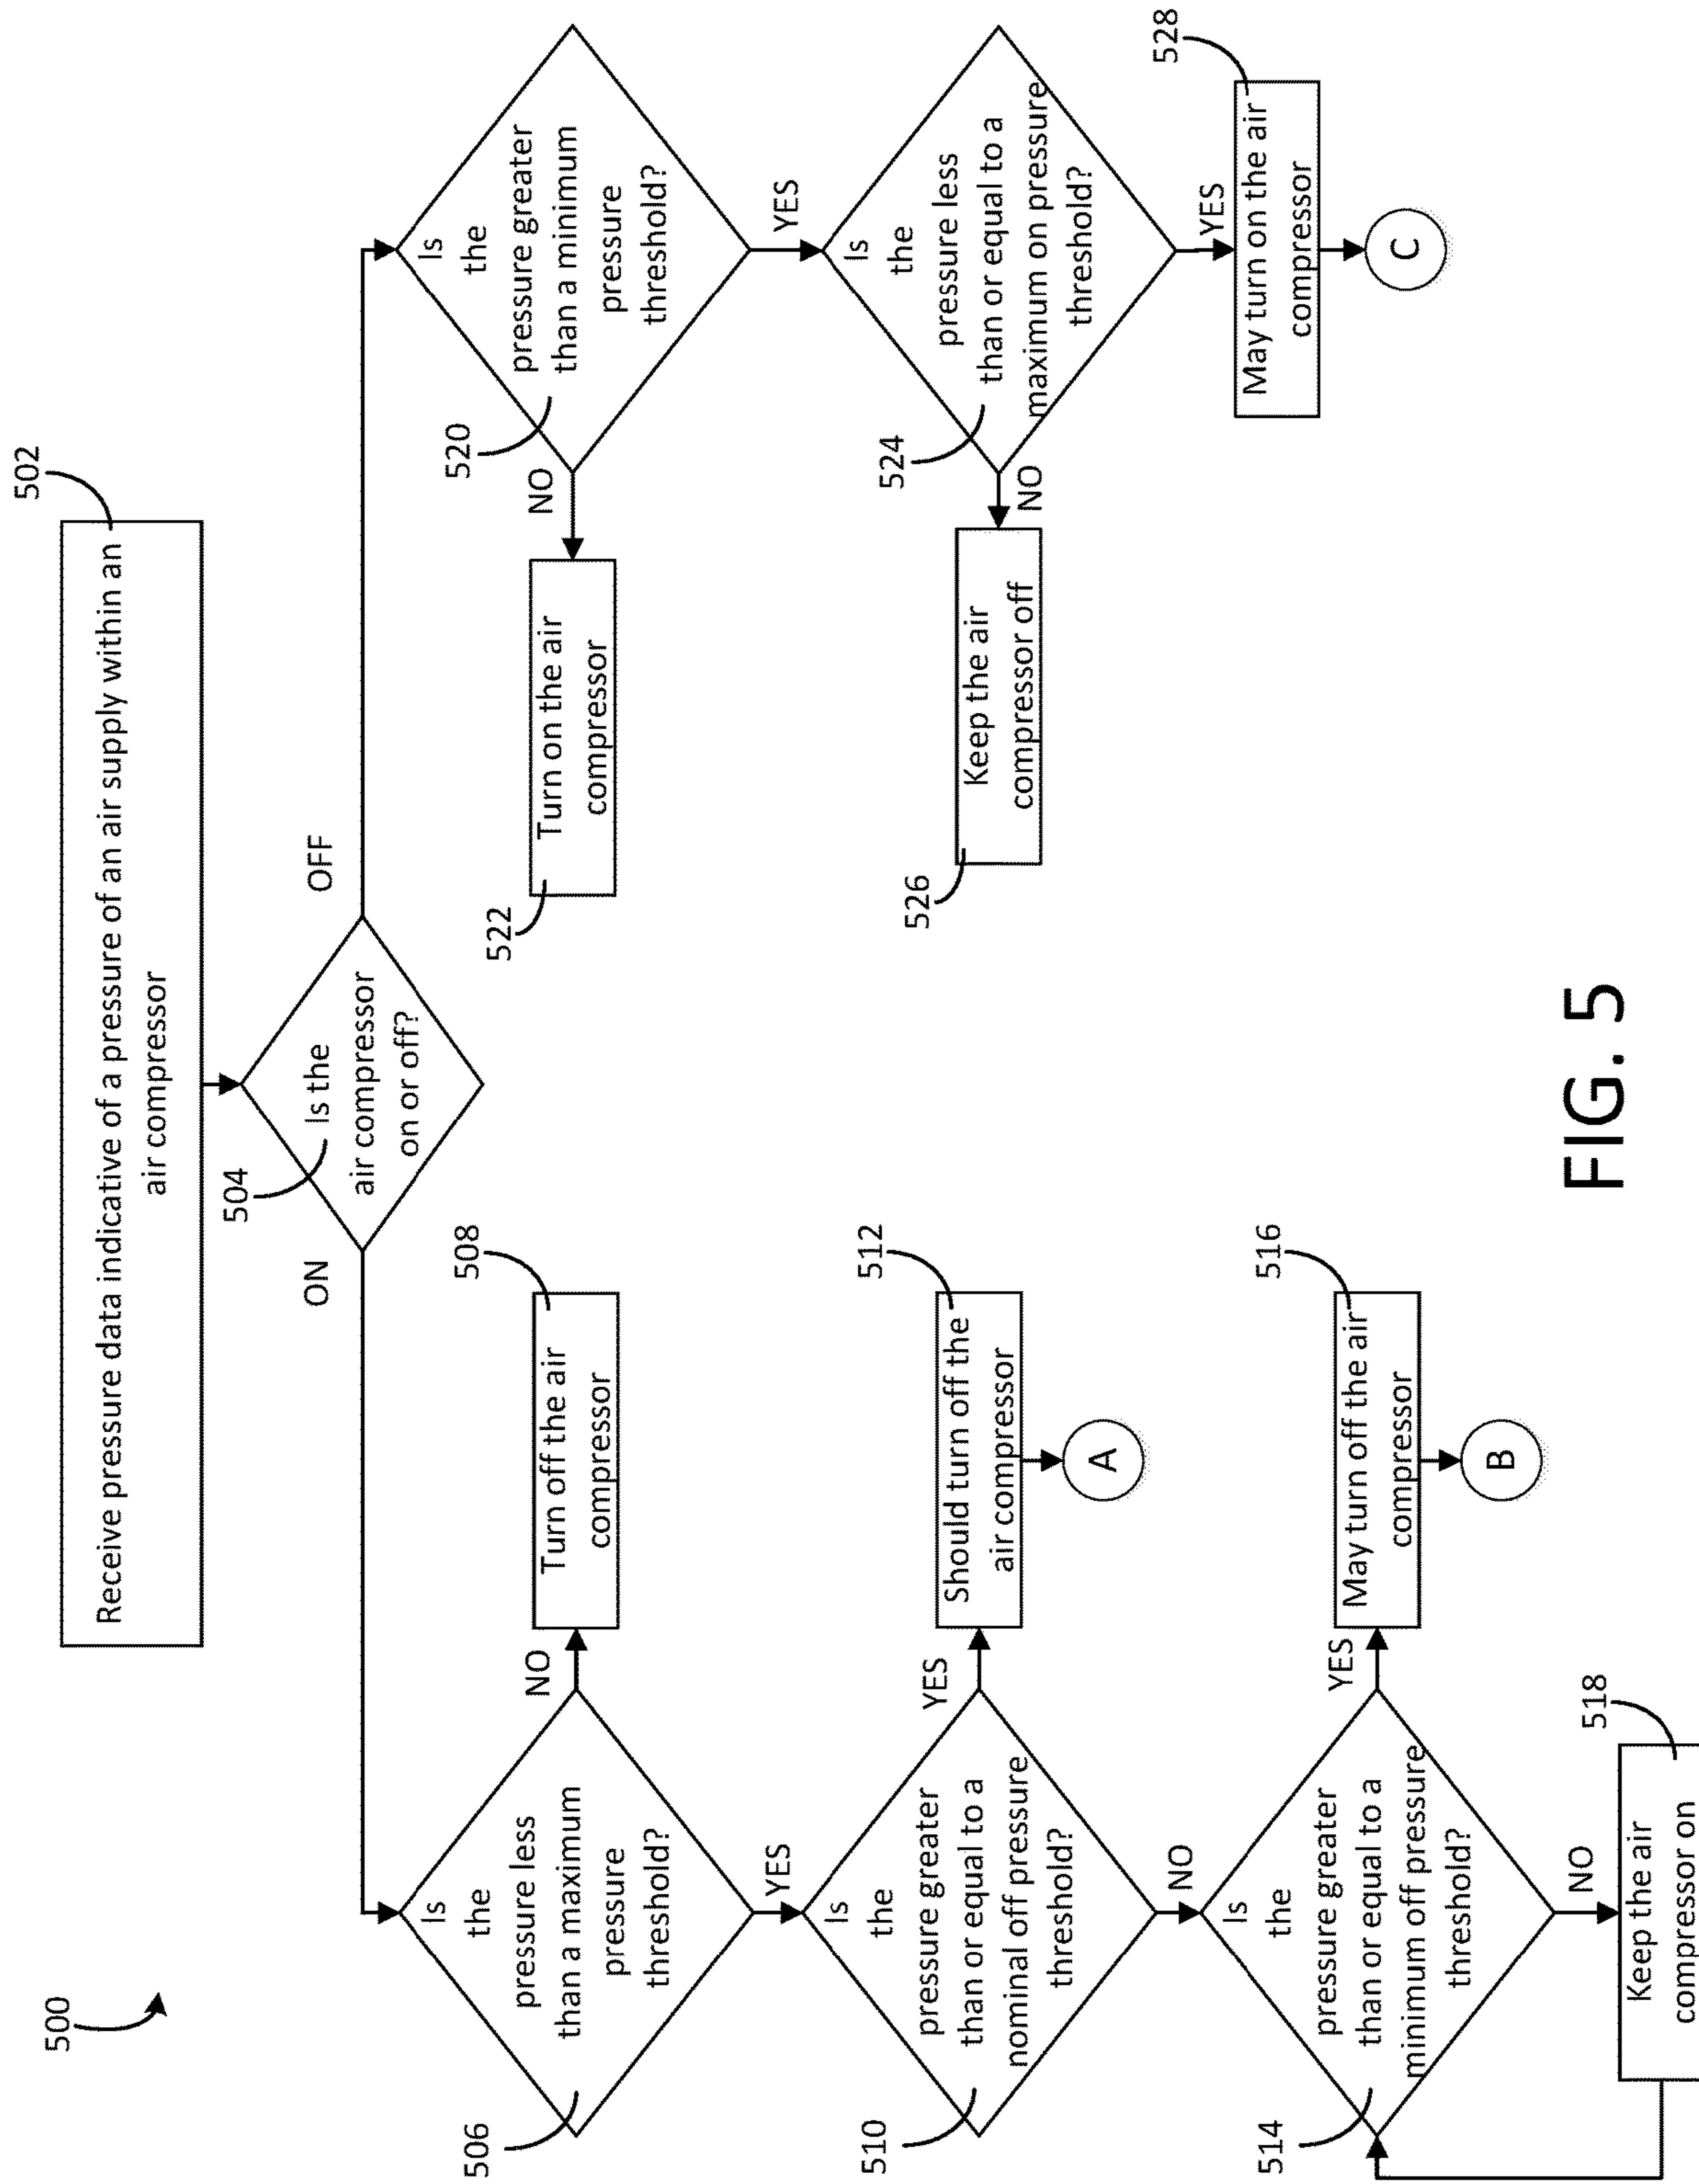 500
502
Receive pressure data indicative of a pressure of an air supply within an
air compressor
504
Is the
air compressor
on or off?
ON
OFF
506
Is
the
pressure less
than a maximum
pressure
threshold?
NO
508
Turn off the air
compressor
YES
510
Is
the
pressure greater
than or equal to a
nominal off pressure
threshold?
YES
512
Should turn off the
air compressor
A
NO
514
Is
the
pressure greater
than or equal to a
minimum off pressure
threshold?
YES
516
May turn off the air
compressor
B
NO
518
Keep the air
compressor on
520
Is
the
pressure greater
than a minimum
pressure
threshold?
NO
522
Turn on the air
compressor
YES
524
Is
the
pressure less
than or equal to a
maximum on pressure
threshold?
NO
526
Keep the air
compressor off
YES
528
May turn on the air
compressor
C
FIG. 5